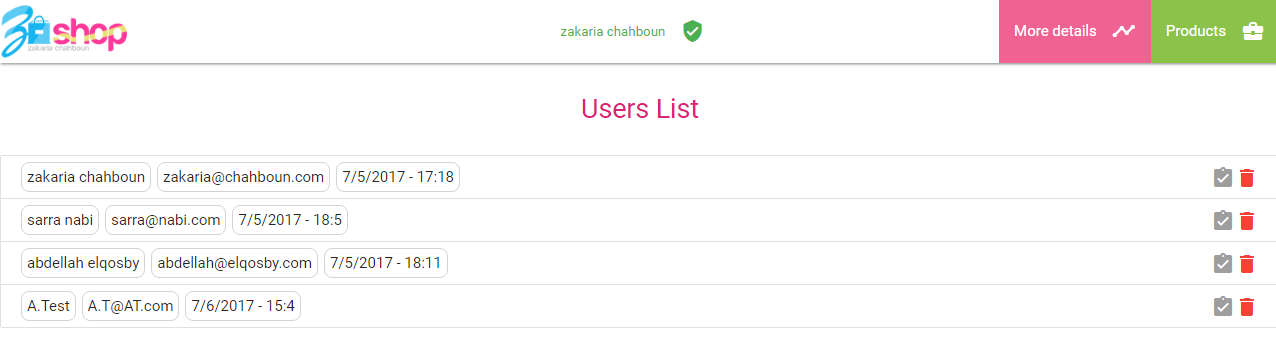 Za shop
zakaria chahboun
zakaria chahboun
More details
Products
Users List
zakaria chahboun zakaria@chahboun.com 7/5/2017 - 17:18
sarra nabi sarra@nabi.com 7/5/2017 - 18:5
abdellah elqosby abdellah@elqosby.com 7/5/2017 - 18:11
A.Test A.T@AT.com 7/6/2017 - 15:4